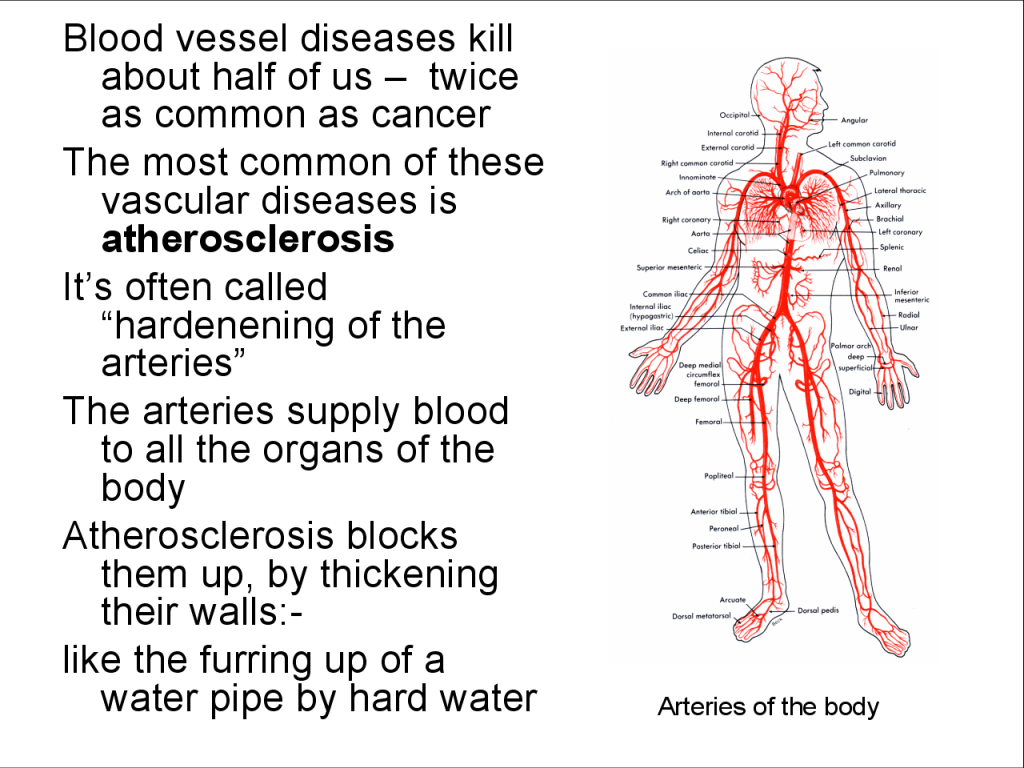 Blood vessel diseases kill
about half of us – twice
as common as cancer
The most common of these
vascular diseases is
atherosclerosis
It's often called
“hardenening of the
arteries”
The arteries supply blood
to all the organs of the
body
Atherosclerosis blocks
them up, by thickening
their walls:-
like the furring up of a
water pipe by hard water
Occipital
Internal carotid
External carotid
Right common carotid
Innominate
Arch of aorta
Right coronary
Aorta
Celiac
Superior mesenteric
Common iliac
Internal iliac
(hypogastric)
External iliac
Deep medial
circumflex
femoral
Deep femoral
Femoral
Popliteal
Anterior tibial
Peroneal
Posterior tibial
Arcuate
Dorsal metatarsal
Angular
Left common carotid
Subclavian
Pulmonary
Lateral thoracic
Axillary
Brachial
Left coronary
Splenic
Renal
Inferior
mesenteric
Radial
Ulnar
Palmar arch
deep
superficial
Digital
Dorsal pedis
Arteries of the body